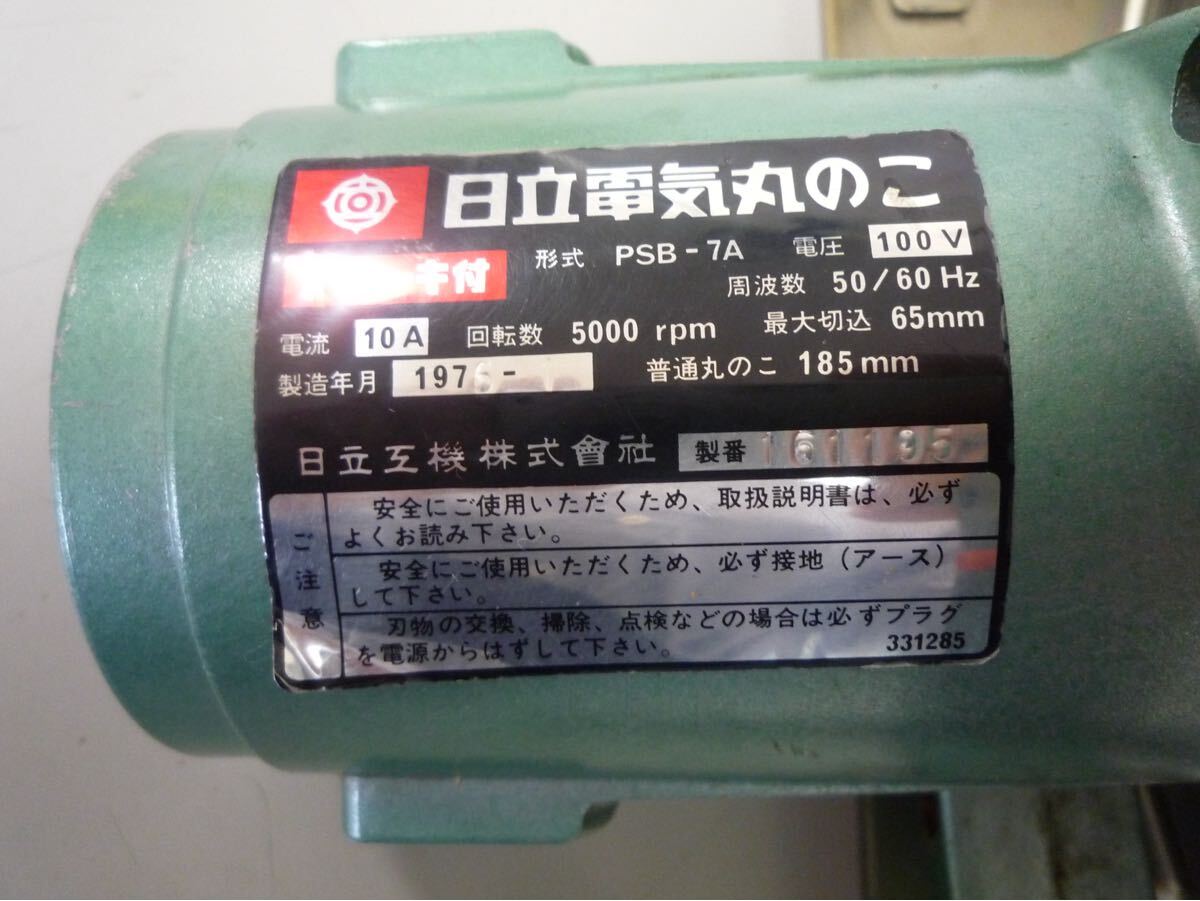 日立電気丸のこ
キ付
形式 PSB-7A 電圧 100V
周波数 50/60 Hz
電流 10A 回転数 5000 rpm 最大切込 65mm
製造年月 1976- 普通丸のこ 185mm
日立工機株式會社 製番 161195
ご注意
安全にご使用いただくため、取扱説明書は、必ず
よくお読み下さい。
安全にご使用いただくため、必ず接地(アース)
して下さい。
刃物の交換、掃除、点検などの場合は必ずプラグ
を電源からはずして下さい。
331285